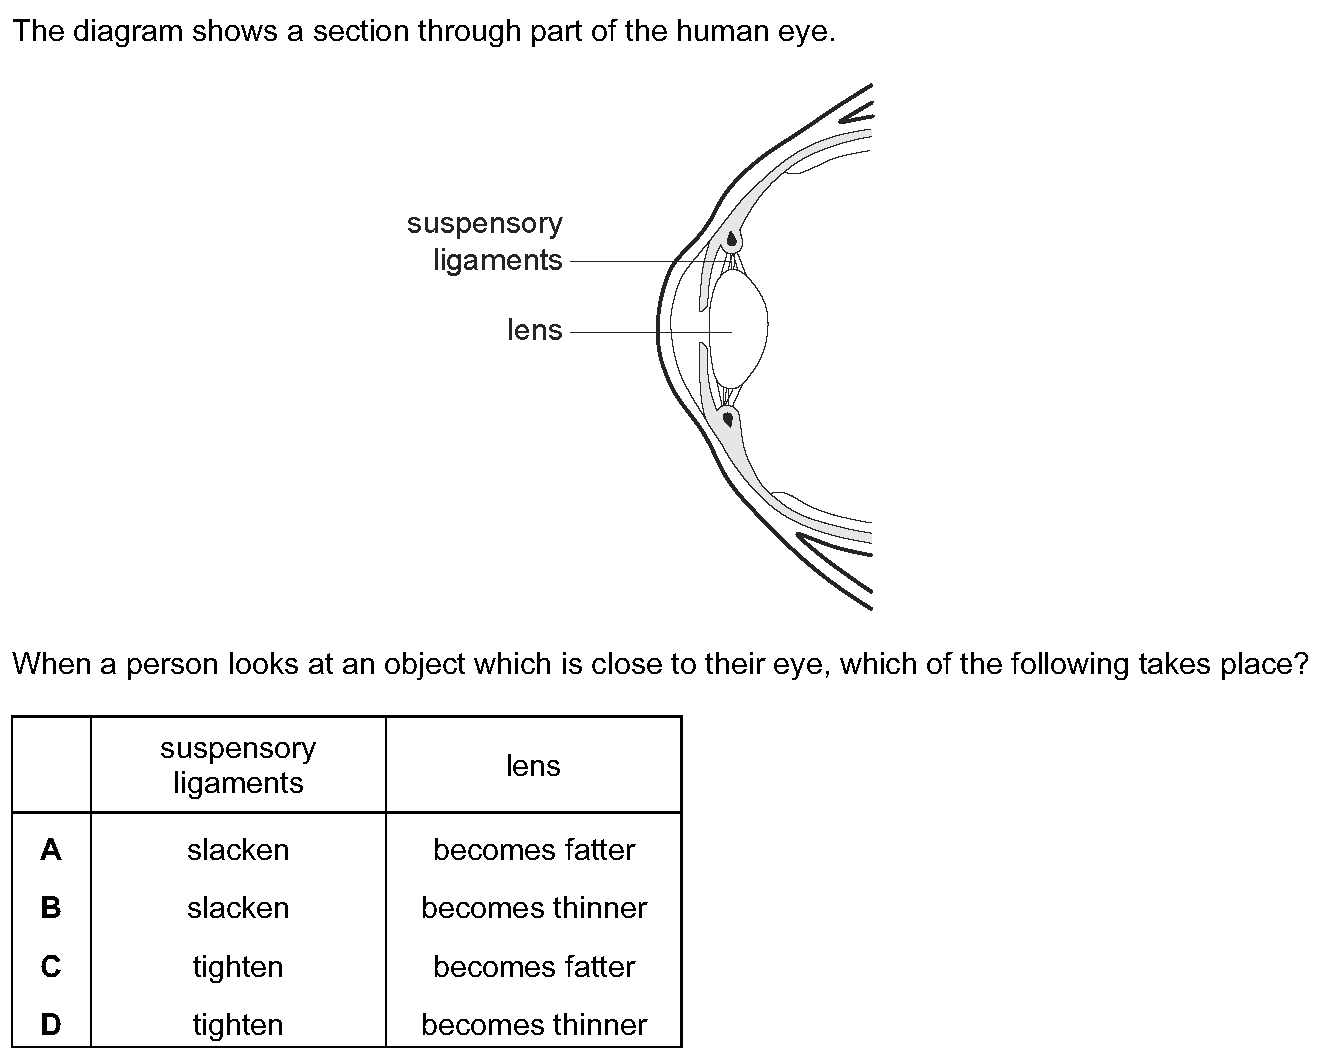 The diagram shows a section through part of the human eye.
suspensory
ligaments
lens
When a person looks at an object which is close to their eye, which of the following takes place?
suspensory
ligaments
lens
A slacken becomes fatter
B slacken becomes thinner
C tighten becomes fatter
D tighten becomes thinner